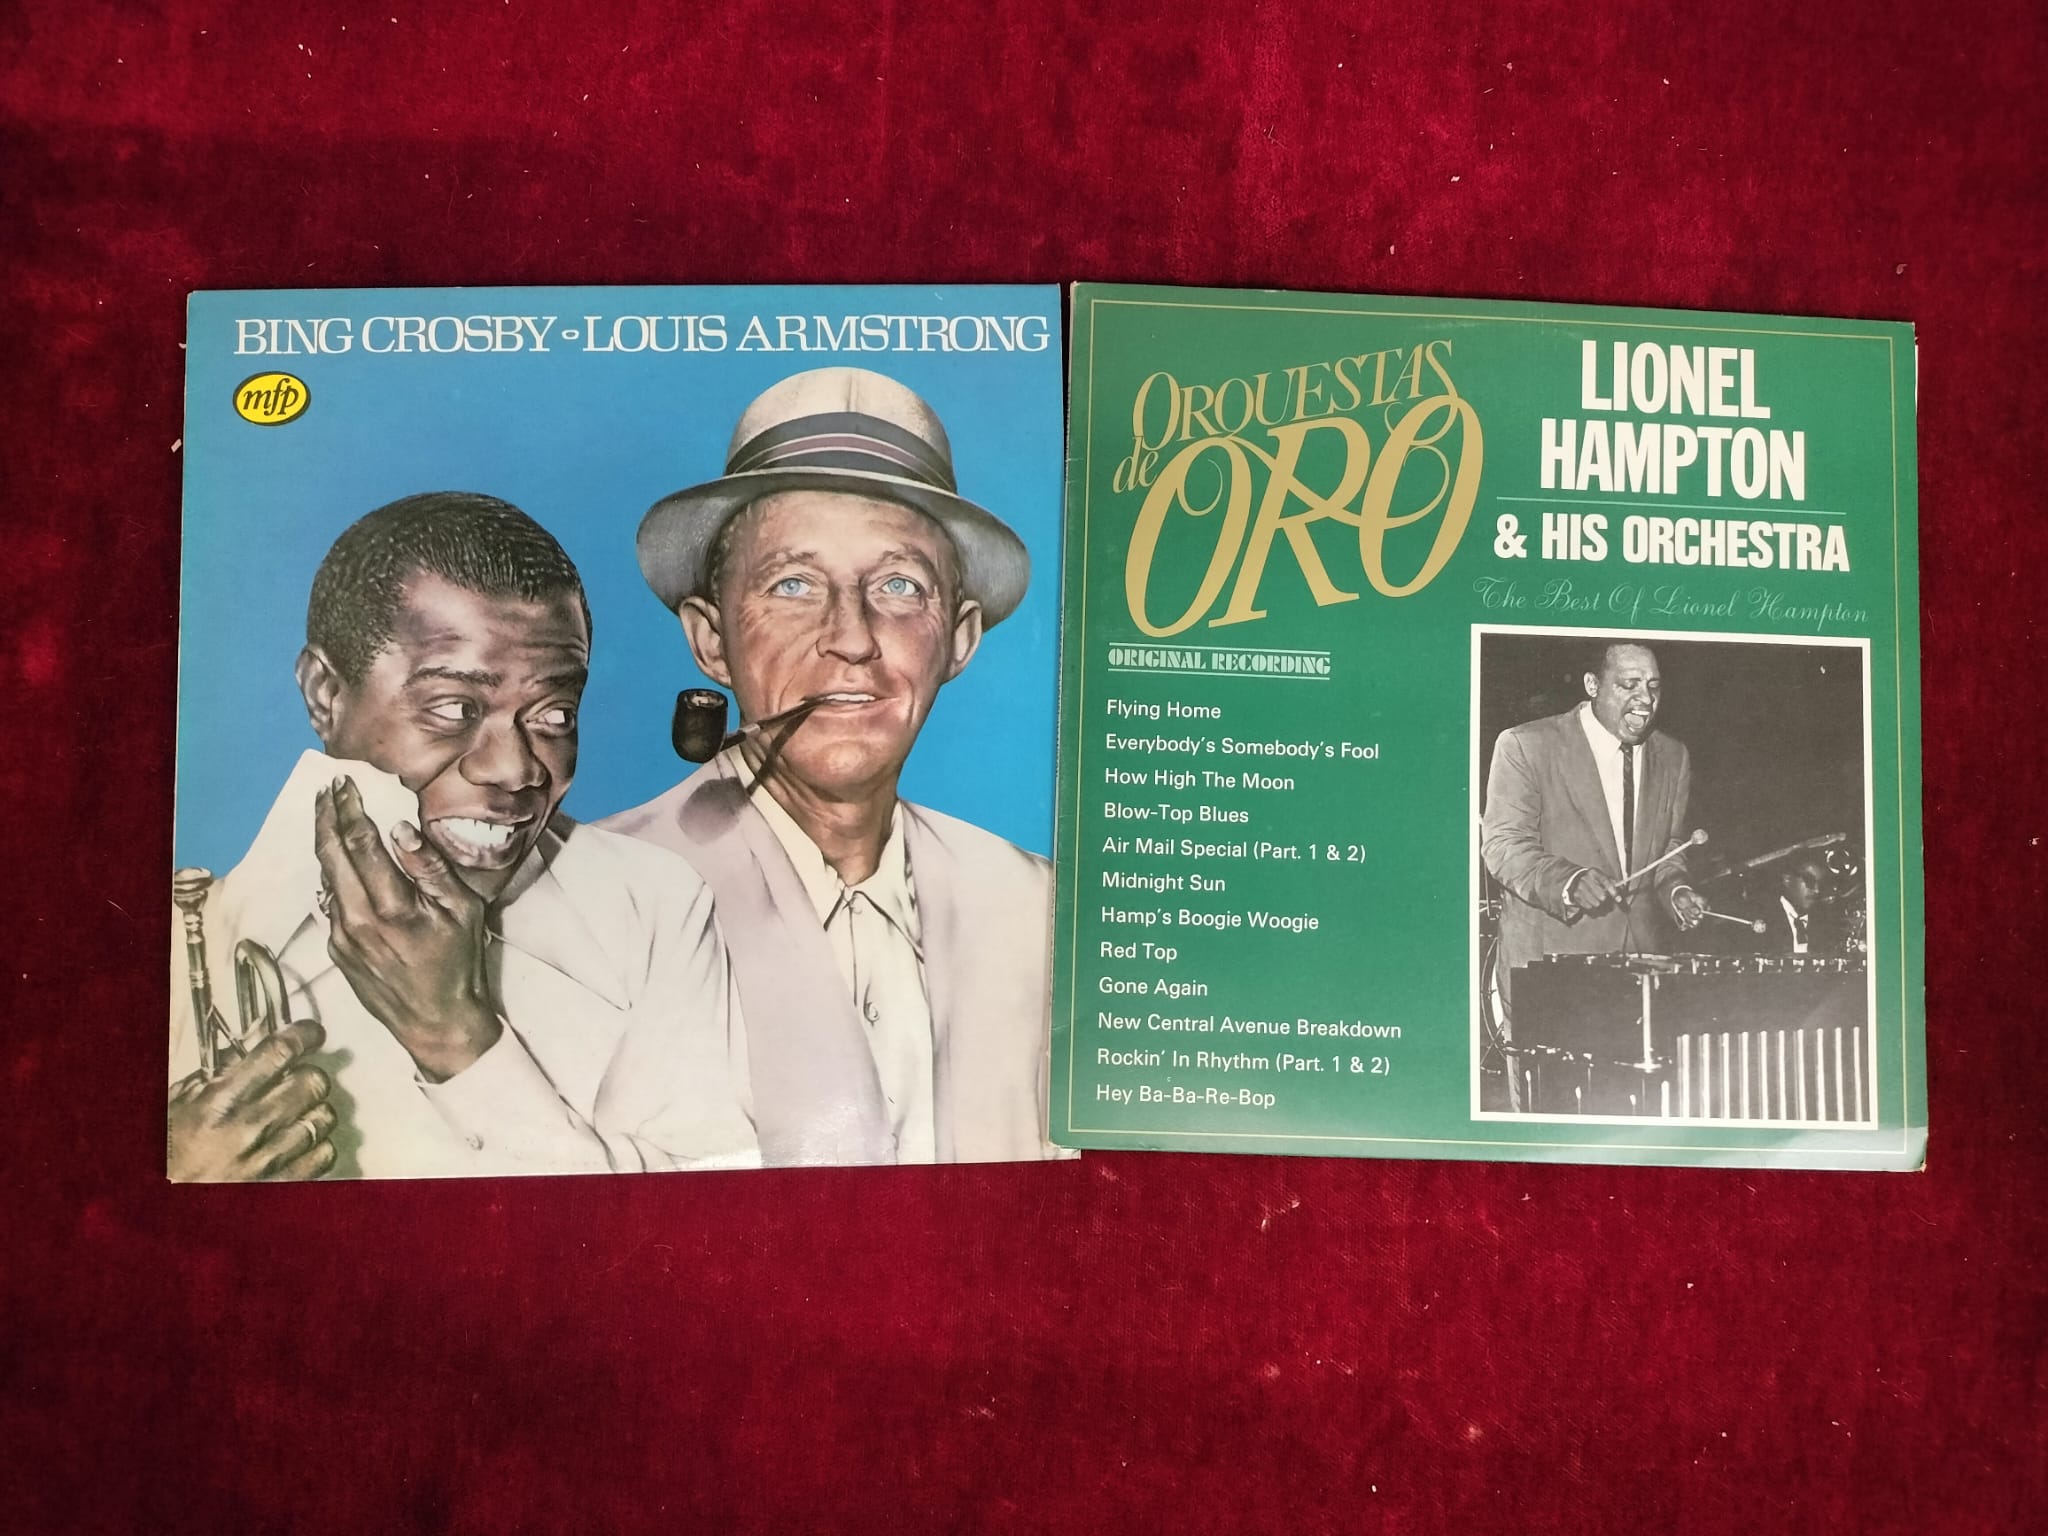 BING CROSBY-LOUIS ARMSTRONG
mfp
ORQUESTAS
de
ORO
LIONEL
HAMPTON
& HIS ORCHESTRA
The Best Of Lionel Hampton
ORIGINAL RECORDING
Flying Home
Everybody's Somebody's Fool
How High The Moon
Blow-Top Blues
Air Mail Special (Part. 1 & 2)
Midnight Sun
Hamp's Boogie Woogie
Red Top
Gone Again
New Central Avenue Breakdown
Rockin' In Rhythm (Part. 1 & 2)
Hey Ba-Ba-Re-Bop